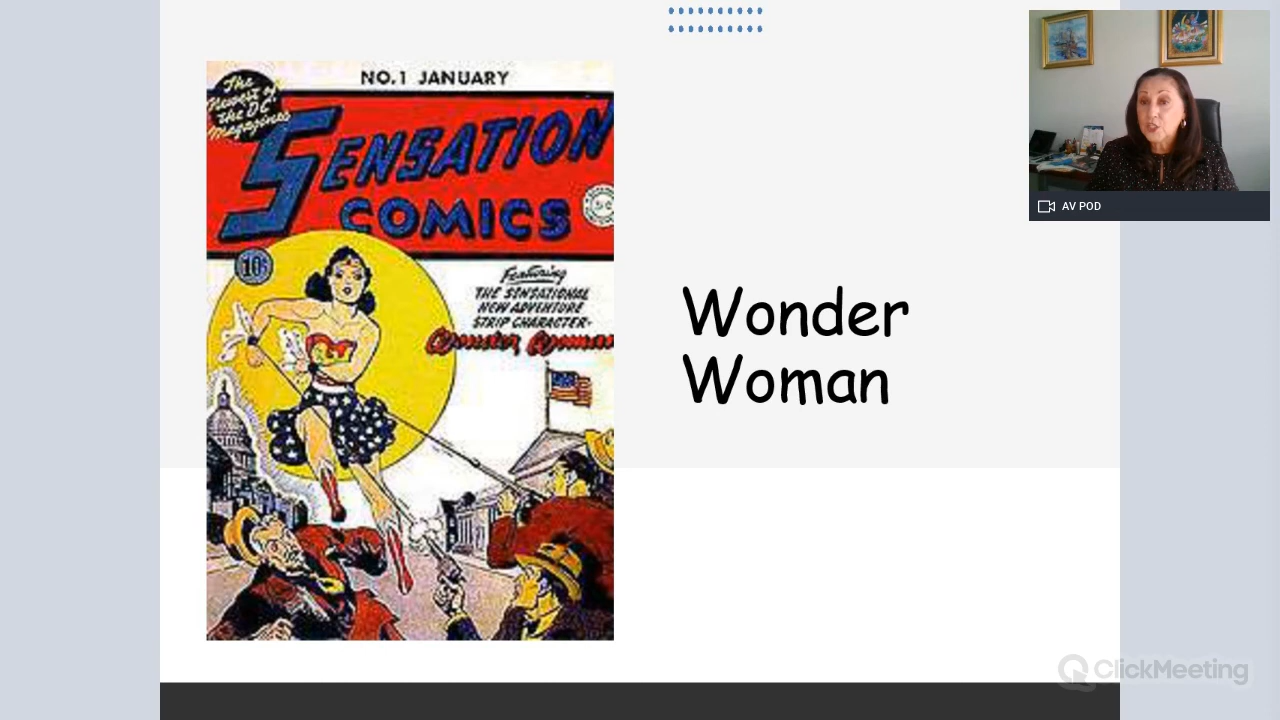 NO.1 JANUARY
The
Newest of
the DC
Magazines
SENSATION
COMICS
10¢
Featuring
THE SENSATIONAL
NEW ADVENTURE
STRIP CHARACTER-
Wonder Woman
Wonder
Woman
AV POD
ClickMeeting